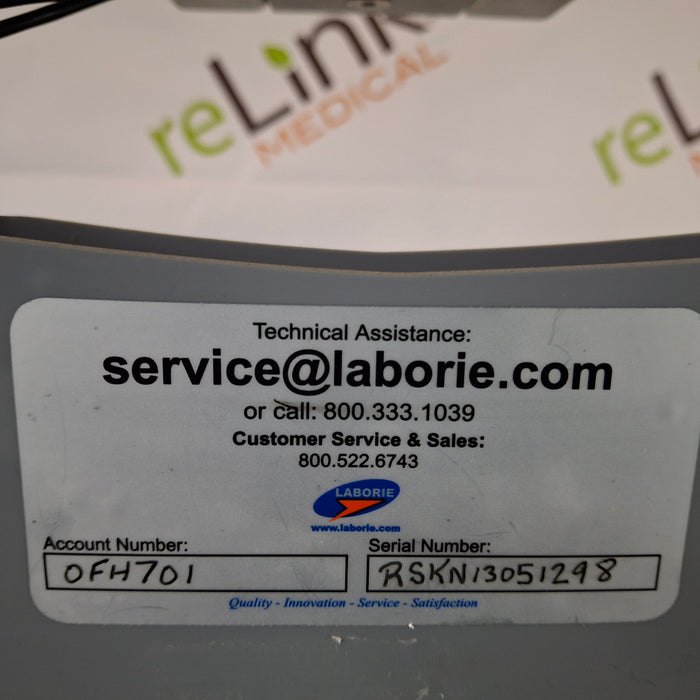 reLink
MEDICAL
re
Technical Assistance:
service@laborie.com
or call: 800.333.1039
Customer Service & Sales:
800.522.6743
LABORIE
www.laborie.com
Account Number: Serial Number:
OFH701 RSKN13051298
Quality - Innovation - Service - Satisfaction